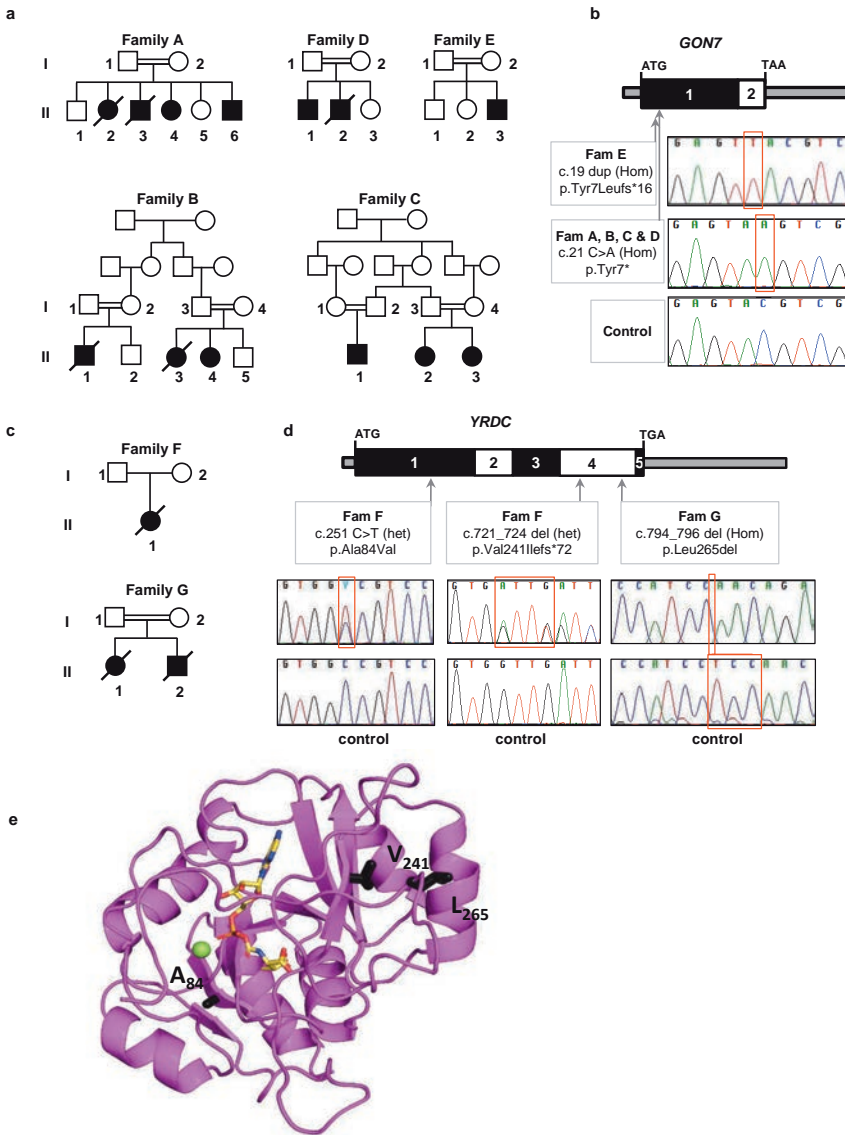 a
Family A
I
1
2
II
1
2
3
4
5
6
Family D
1
2
1
2
3
Family E
1
2
1
2
3
Family B
I
1
2
3
4
II
1
2
3
4
5
Family C
1
2
3
4
1
2
3
b
GON7
ATG
TAA
1
2
Fam E
c.19 dup (Hom)
p.Tyr7Leufs*16
G A G T T A C G T C
Fam A, B, C & D
c.21 C>A (Hom)
p.Tyr7*
G A G T A A G T C G
Control
G A G T A C G T C G
c
Family F
I
1
2
II
1
Family G
I
1
2
II
1
2
d
YRDC
ATG
TGA
1
2
3
4
5
Fam F
c.251 C>T (het)
p.Ala84Val
Fam F
c.721_724 del (het)
p.Val241Ilefs*72
Fam G
c.794_796 del (Hom)
p.Leu265del
G T G G Y C G T C C
G T G A T T G A T T
C C A T C C A A C A G A
G T G G C C G T C C
G T G G T T G A T T
C C A T C C T C C A A C
control
control
control
e
V241
L265
A84